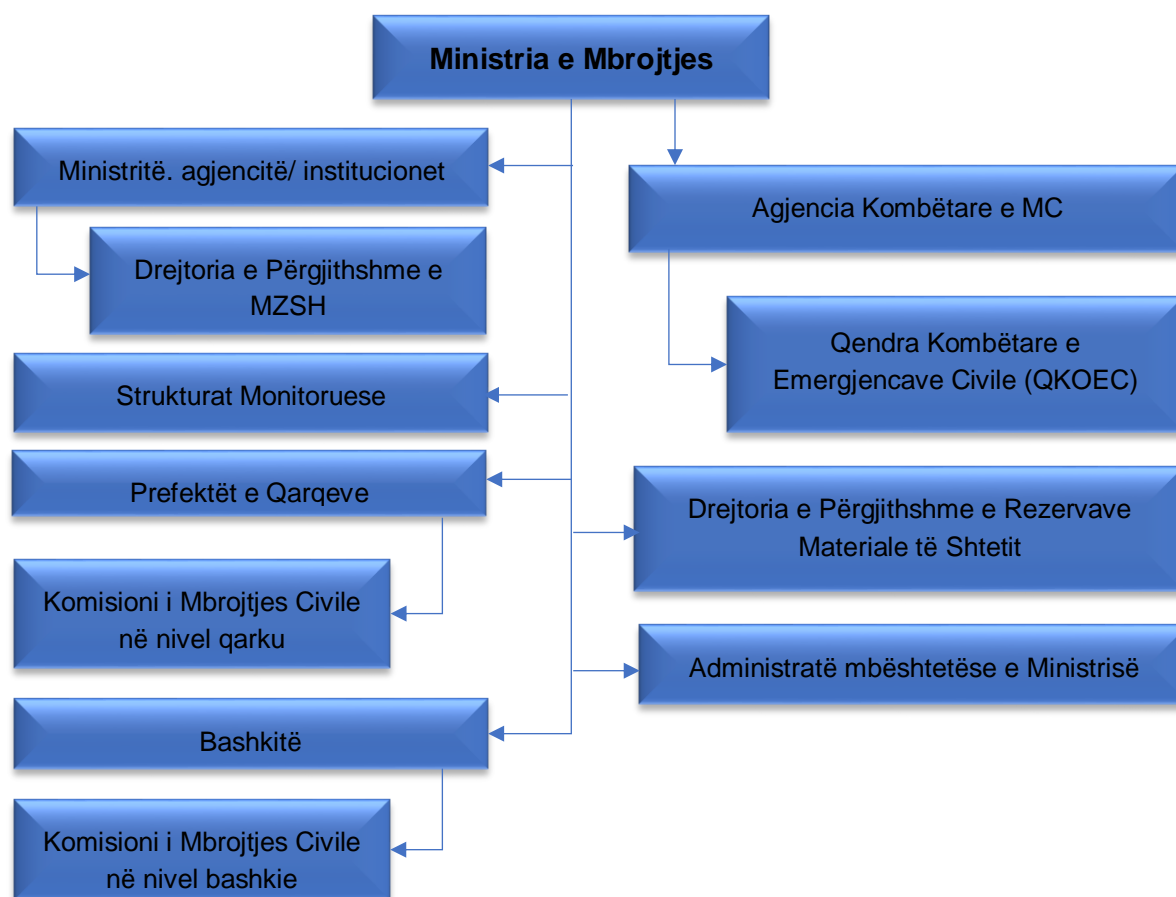 Ministria e Mbrojtjes
Ministritë. agjencitë/ institucionet
Drejtoria e Përgjithshme e
MZSH
Strukturat Monitoruese
Prefektët e Qarqeve
Komisioni i Mbrojtjes Civile
në nivel qarku
Bashkitë
Komisioni i Mbrojtjes Civile
në nivel bashkie
Agjencia Kombëtare e MC
Qendra Kombëtare e
Emergjencave Civile (QKOEC)
Drejtoria e Përgjithshme e Rezervave
Materiale të Shtetit
Administratë mbështetëse e Ministrisë